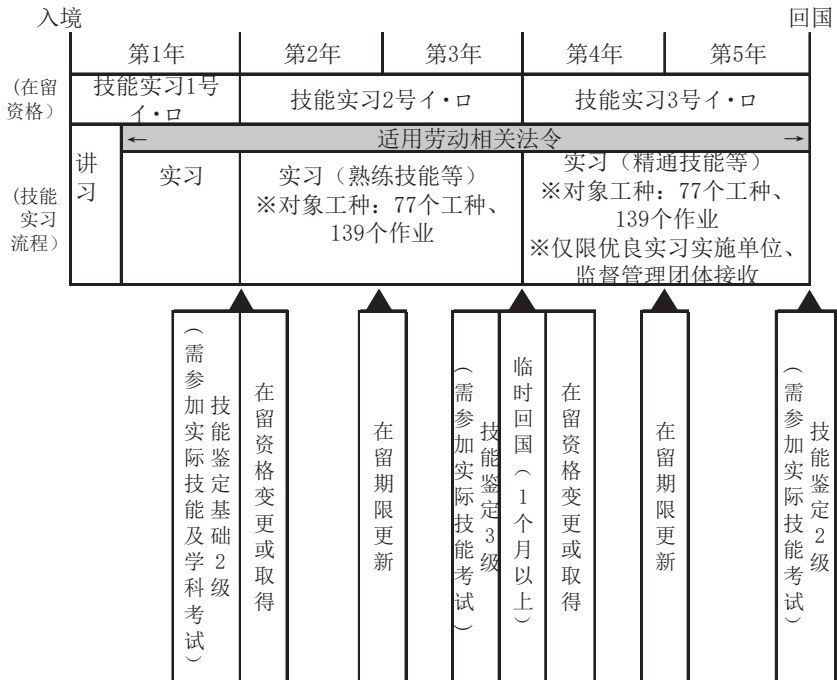 入境
回国
第1年
第2年
第3年
第4年
第5年
(在留
资格）
技能实习1号
イ・ロ
技能实习2号イ・ロ
技能实习3号イ・ロ
(技能
实习
流程）
讲
习
← 适用劳动相关法令 →
实习
实习（熟练技能等）
※对象工种：77个工种、
139个作业
实习（精通技能等）
※对象工种：77个工种、
139个作业
※仅限优良实习实施单位、
监督管理团体接收
技能鉴定基础2级
（需参加实际技能及学科考试）
在留资格变更或取得
在留期限更新
技能鉴定3级
（需参加实际技能考试）
临时回国（1个月以上）
在留资格变更或取得
在留期限更新
技能鉴定2级
（需参加实际技能考试）